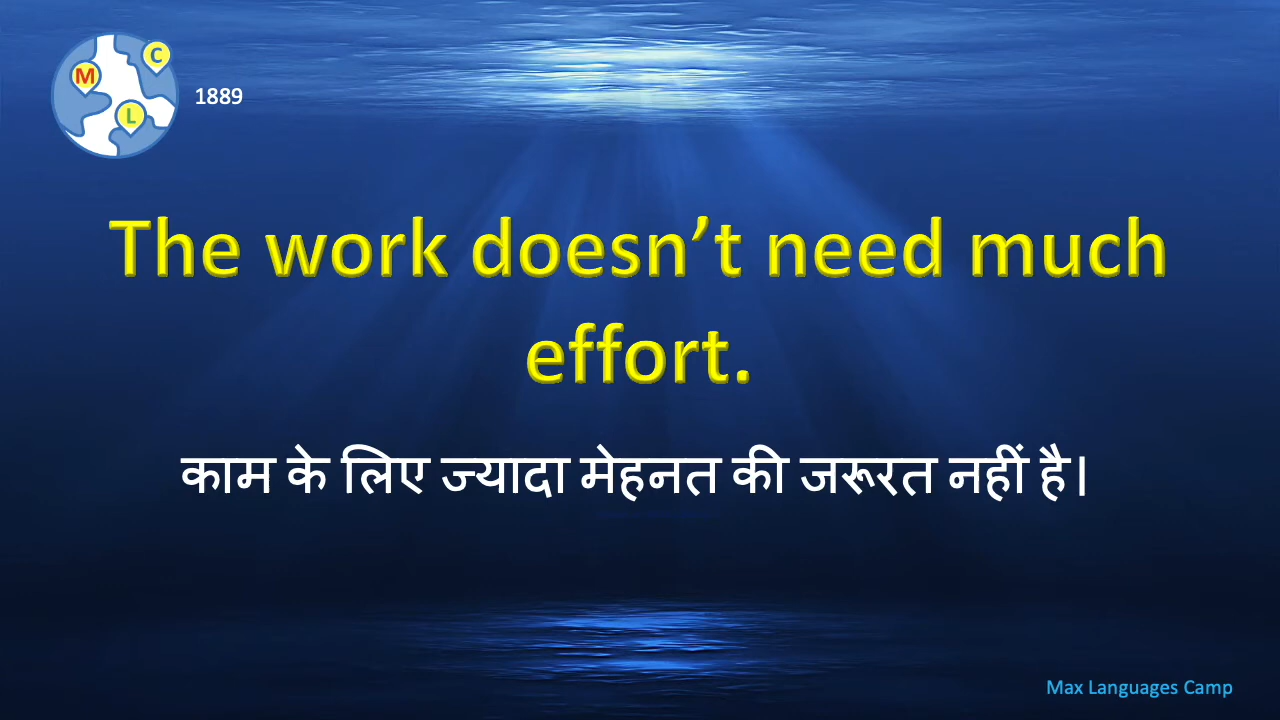 C
M
L
1889
The work doesn’t need much
effort.
काम के लिए ज्यादा मेहनत की जरूरत नहीं है।
Max Languages Camp